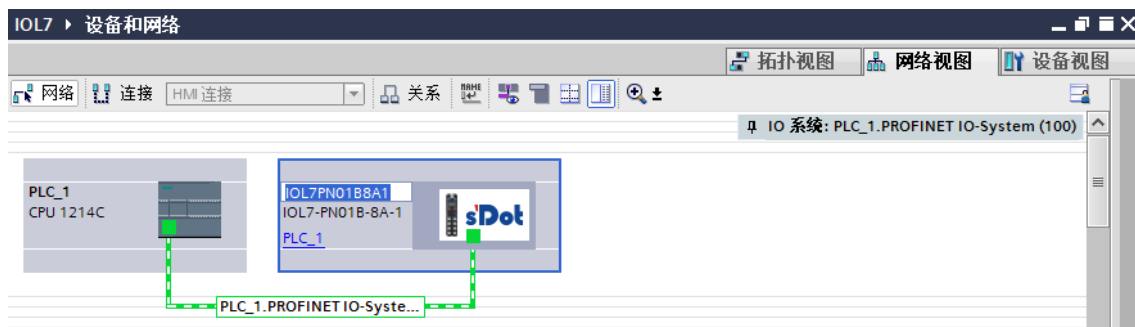 IOL7 ▸ 设备和网络
拓扑视图 网络视图 设备视图
网络 连接 HMI 连接 关系
IO 系统: PLC_1.PROFINET IO-System (100)
PLC_1
CPU 1214C
IOL7PN01B8A1
IOL7-PN01B-8A-1
PLC_1
s'Dot
PLC_1.PROFINET IO-Syste...